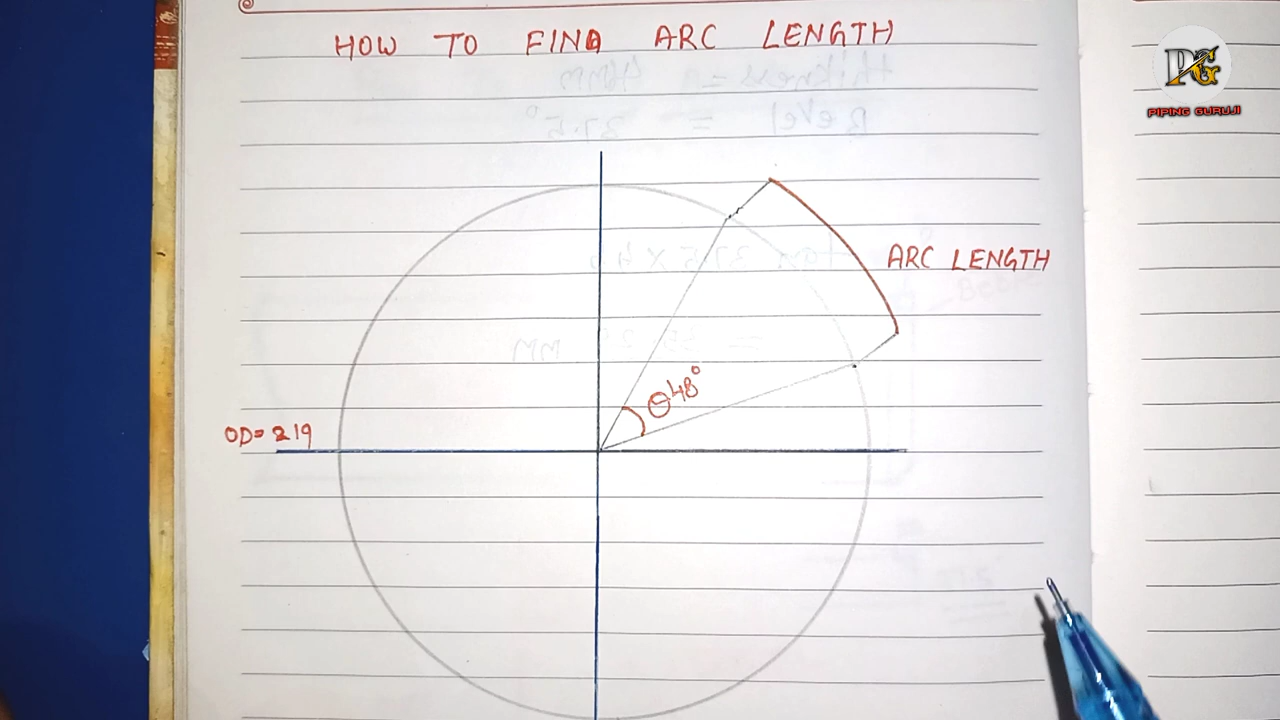 HOW TO FIND ARC LENGTH
PG
PIPING GURUJI
ARC LENGTH
θ48°
OD= 219